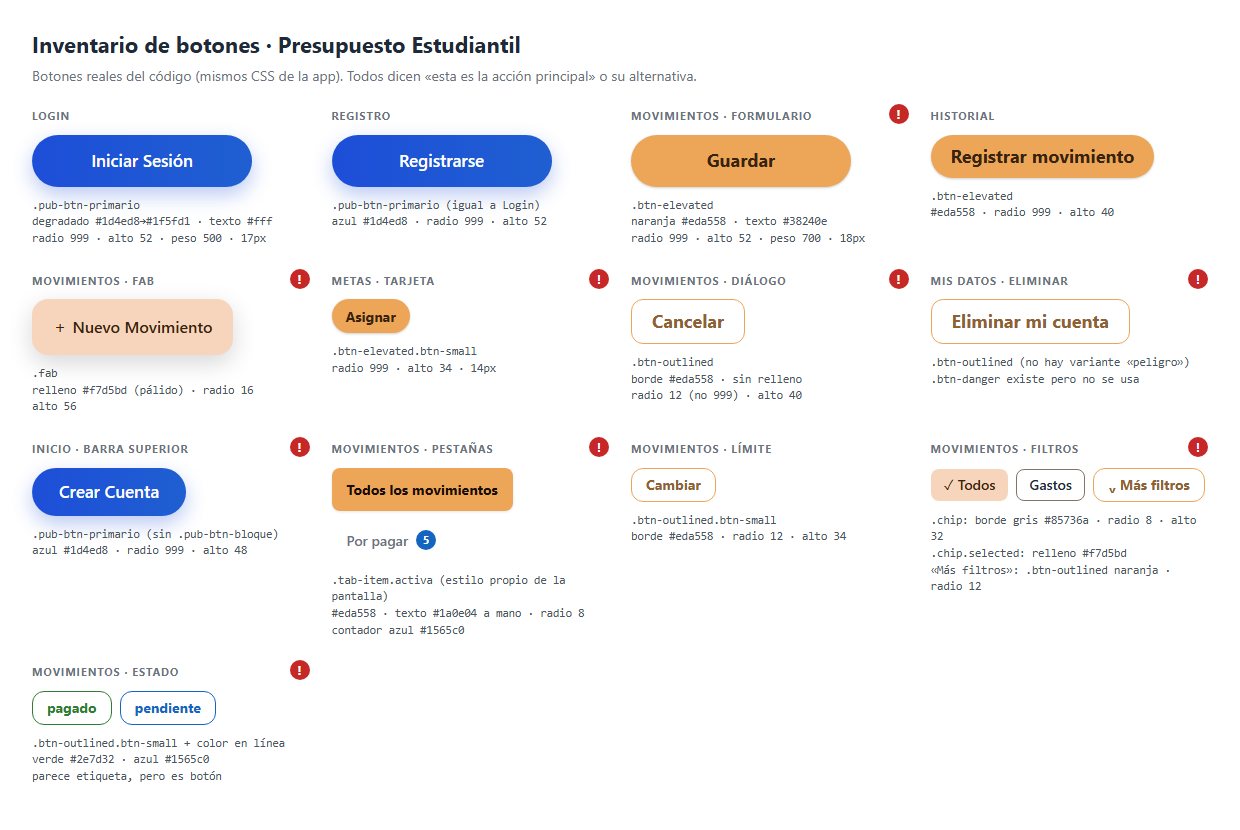 Inventario de botones · Presupuesto Estudiantil
Botones reales del código (mismos CSS de la app). Todos dicen «esta es la acción principal» o su alternativa.
LOGIN
Iniciar Sesión
.pub-btn-primario
degradado #1d4ed8→#1f5fd1 · texto #fff
radio 999 · alto 52 · peso 500 · 17px
REGISTRO
Registrarse
.pub-btn-primario (igual a Login)
azul #1d4ed8 · radio 999 · alto 52
MOVIMIENTOS · FORMULARIO
!
Guardar
.btn-elevated
naranja #eda558 · texto #38240e
radio 999 · alto 52 · peso 700 · 18px
HISTORIAL
Registrar movimiento
.btn-elevated
#eda558 · radio 999 · alto 40
MOVIMIENTOS · FAB
!
+ Nuevo Movimiento
.fab
relleno #f7d5bd (pálido) · radio 16
alto 56
METAS · TARJETA
!
Asignar
.btn-elevated.btn-small
radio 999 · alto 34 · 14px
MOVIMIENTOS · DIÁLOGO
!
Cancelar
.btn-outlined
borde #eda558 · sin relleno
radio 12 (no 999) · alto 40
MIS DATOS · ELIMINAR
!
Eliminar mi cuenta
.btn-outlined (no hay variante «peligro»)
.btn-danger existe pero no se usa
INICIO · BARRA SUPERIOR
!
Crear Cuenta
.pub-btn-primario (sin .pub-btn-bloque)
azul #1d4ed8 · radio 999 · alto 48
MOVIMIENTOS · PESTAÑAS
!
Todos los movimientos
Por pagar 5
.tab-item.activa (estilo propio de la
pantalla)
#eda558 · texto #1a0e04 a mano · radio 8
contador azul #1565c0
MOVIMIENTOS · LÍMITE
Cambiar
.btn-outlined.btn-small
borde #eda558 · radio 12 · alto 34
MOVIMIENTOS · FILTROS
!
✓ Todos
Gastos
˅ Más filtros
.chip: borde gris #85736a · radio 8 · alto
32
.chip.selected: relleno #f7d5bd
«Más filtros»: .btn-outlined naranja ·
radio 12
MOVIMIENTOS · ESTADO
!
pagado
pendiente
.btn-outlined.btn-small + color en línea
verde #2e7d32 · azul #1565c0
parece etiqueta, pero es botón